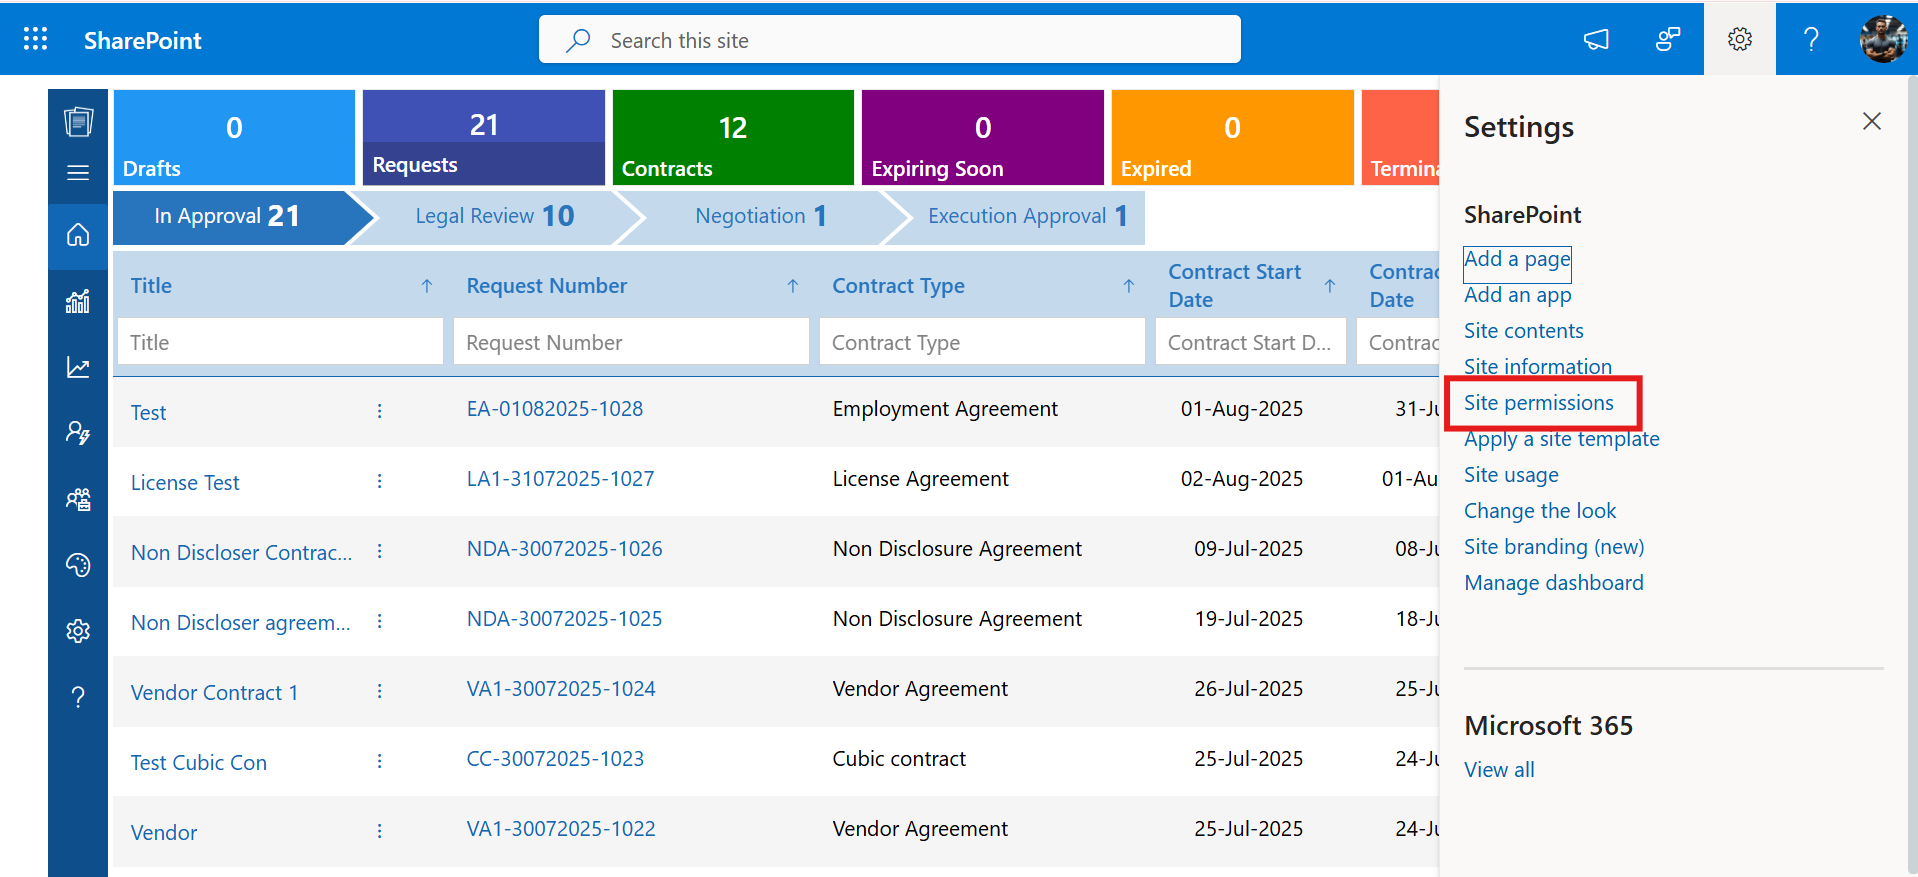 SharePoint
Search this site
0
Drafts
21
Requests
12
Contracts
0
Expiring Soon
0
Expired
Termina
In Approval 21
Legal Review 10
Negotiation 1
Execution Approval 1
Title
Request Number
Contract Type
Contract Start
Date
Contrac
Date
Title
Request Number
Contract Type
Contract Start D...
Contrac
Test
EA-01082025-1028
Employment Agreement
01-Aug-2025
31-Ju
License Test
LA1-31072025-1027
License Agreement
02-Aug-2025
01-Au
Non Discloser Contrac...
NDA-30072025-1026
Non Disclosure Agreement
09-Jul-2025
08-Ju
Non Discloser agreem...
NDA-30072025-1025
Non Disclosure Agreement
19-Jul-2025
18-Ju
Vendor Contract 1
VA1-30072025-1024
Vendor Agreement
26-Jul-2025
25-Ju
Test Cubic Con
CC-30072025-1023
Cubic contract
25-Jul-2025
24-Ju
Vendor
VA1-30072025-1022
Vendor Agreement
25-Jul-2025
24-Ju
Settings
SharePoint
Add a page
Add an app
Site contents
Site information
Site permissions
Apply a site template
Site usage
Change the look
Site branding (new)
Manage dashboard
Microsoft 365
View all